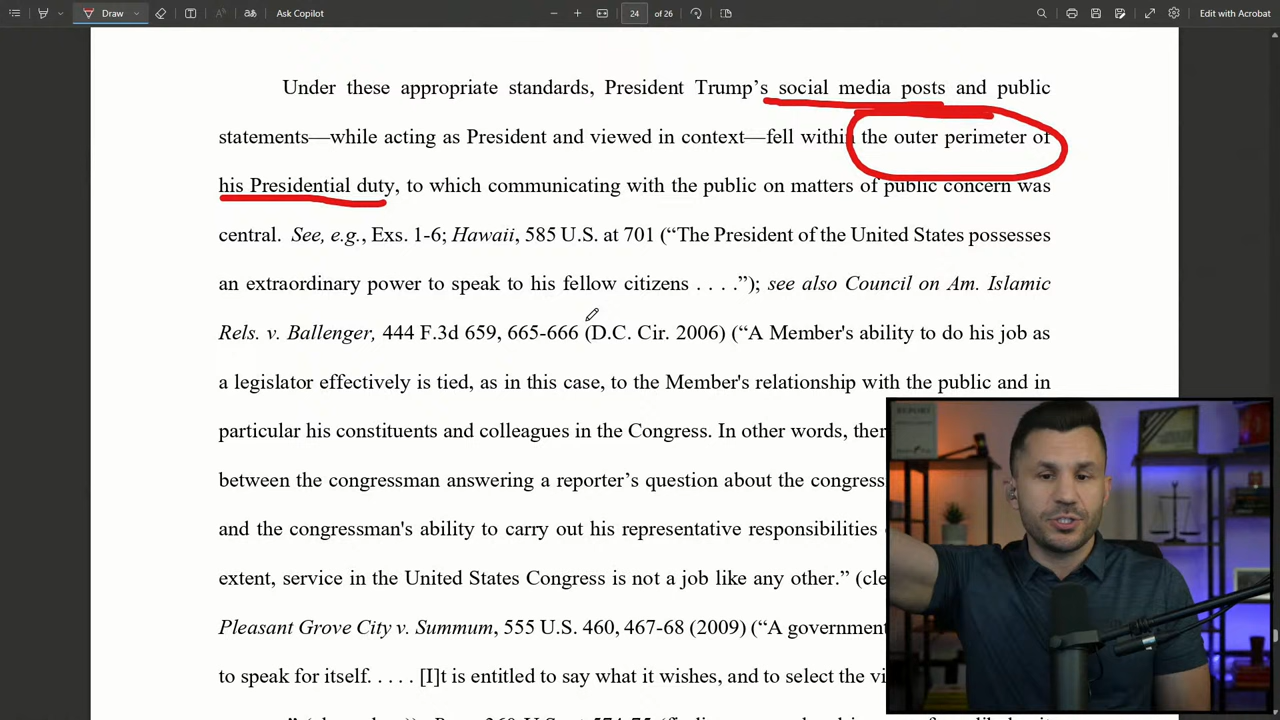 Draw
Ask Copilot
24 of 26
Edit with Acrobat
Under these appropriate standards, President Trump’s social media posts and public
statements—while acting as President and viewed in context—fell within the outer perimeter of
his Presidential duty, to which communicating with the public on matters of public concern was
central. See, e.g., Exs. 1-6; Hawaii, 585 U.S. at 701 (“The President of the United States possesses
an extraordinary power to speak to his fellow citizens . . . .”); see also Council on Am. Islamic
Rels. v. Ballenger, 444 F.3d 659, 665-666 (D.C. Cir. 2006) (“A Member's ability to do his job as
a legislator effectively is tied, as in this case, to the Member's relationship with the public and in
particular his constituents and colleagues in the Congress. In other words, ther
between the congressman answering a reporter’s question about the congress
and the congressman's ability to carry out his representative responsibilities
extent, service in the United States Congress is not a job like any other.” (cle
Pleasant Grove City v. Summum, 555 U.S. 460, 467-68 (2009) (“A government
to speak for itself. . . . . [I]t is entitled to say what it wishes, and to select the vi
REPORT